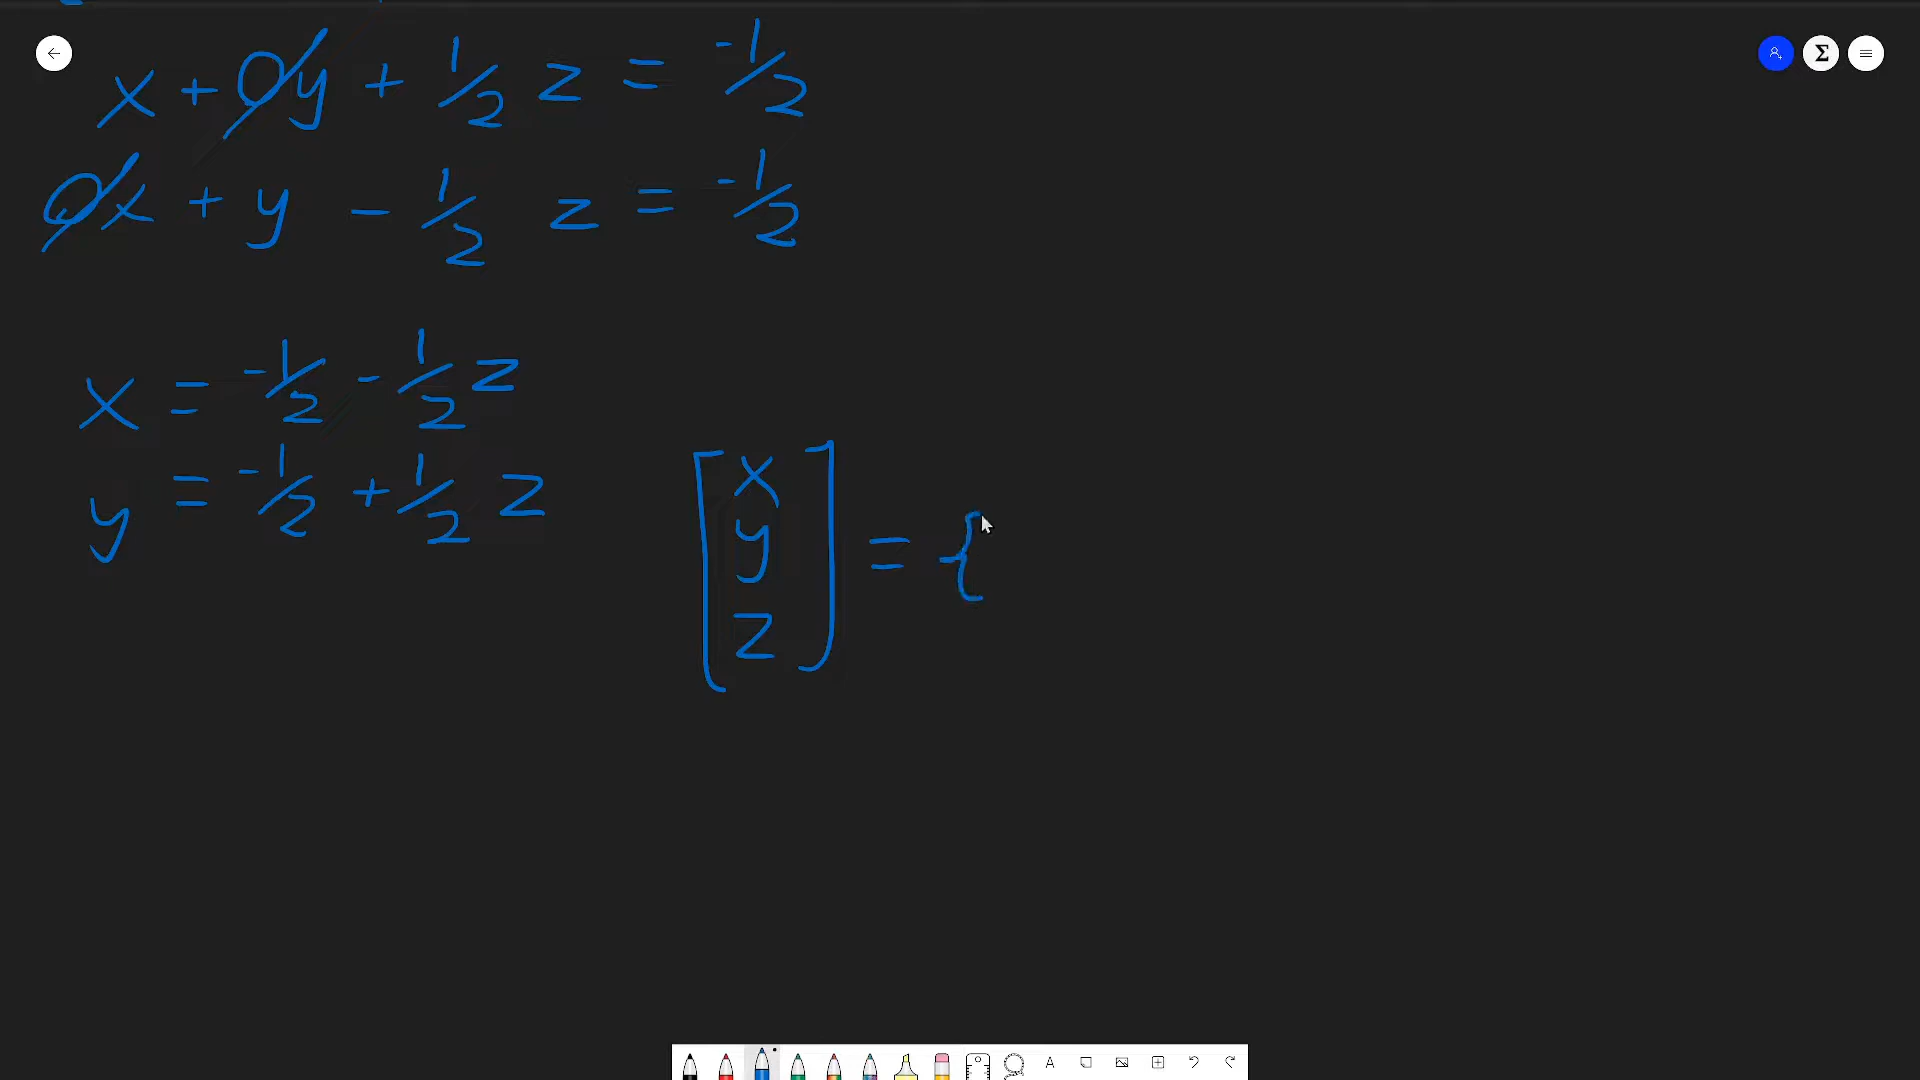 x + 0y + 1/2 z = -1/2
0x + y - 1/2 z = -1/2
x = -1/2 - 1/2 z
y = -1/2 + 1/2 z
[x
y
z] = {
Σ
A